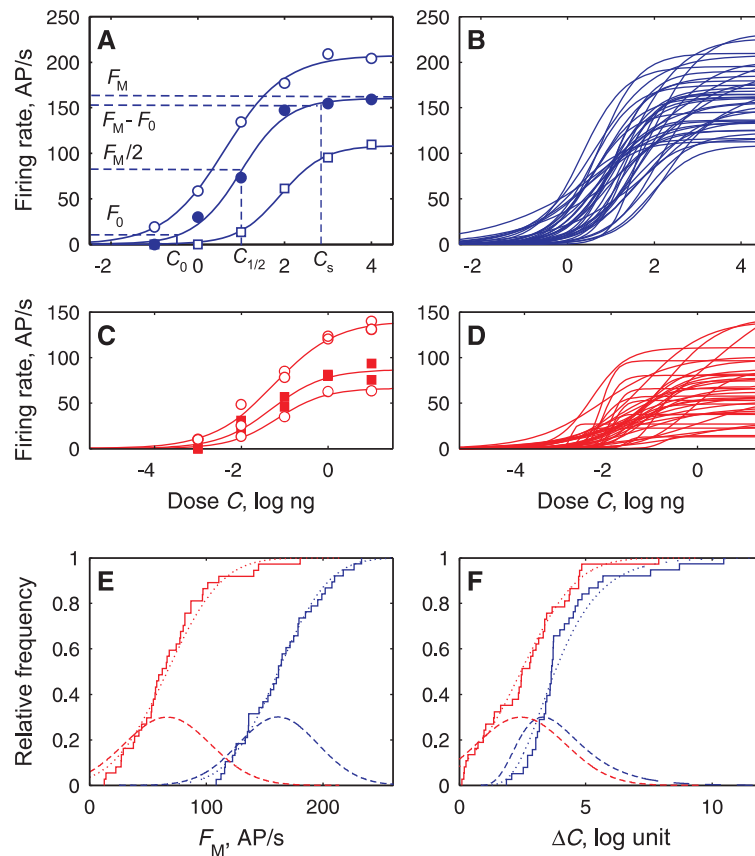 A
B
Firing rate, AP/s
250
200
150
100
50
0
F_M
F_M − F_0
F_M/2
F_0
C_0
C_1/2
C_s
-2
0
2
4
250
200
150
100
50
0
-2
0
2
4
C
D
Firing rate, AP/s
150
100
50
0
-4
-2
0
Dose C, log ng
150
100
50
0
-4
-2
0
Dose C, log ng
E
F
Relative frequency
1
0.8
0.6
0.4
0.2
0
0
100
200
F_M, AP/s
1
0.8
0.6
0.4
0.2
0
0
5
10
ΔC, log unit